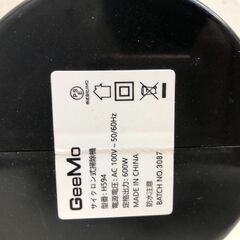 GeeMo
サイクロン式掃除機
型番: H594
電源電圧: AC 100V~50/60Hz
定格出力: 600W
MADE IN CHINA
防水注意
BATCH NO.3087